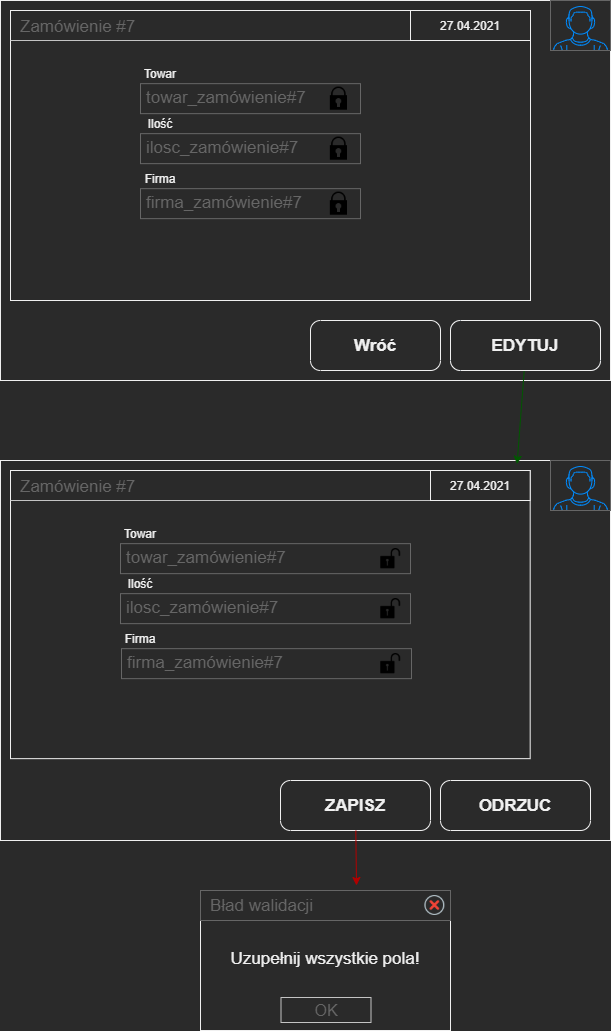 Zamówienie #7
27.04.2021
Towar
towar_zamówienie#7
Ilość
ilosc_zamówienie#7
Firma
firma_zamówienie#7
Wróć
EDYTUJ
Zamówienie #7
27.04.2021
Towar
towar_zamówienie#7
Ilość
ilosc_zamówienie#7
Firma
firma_zamówienie#7
ZAPISZ
ODRZUC
Bład walidacji
Uzupełnij wszystkie pola!
OK